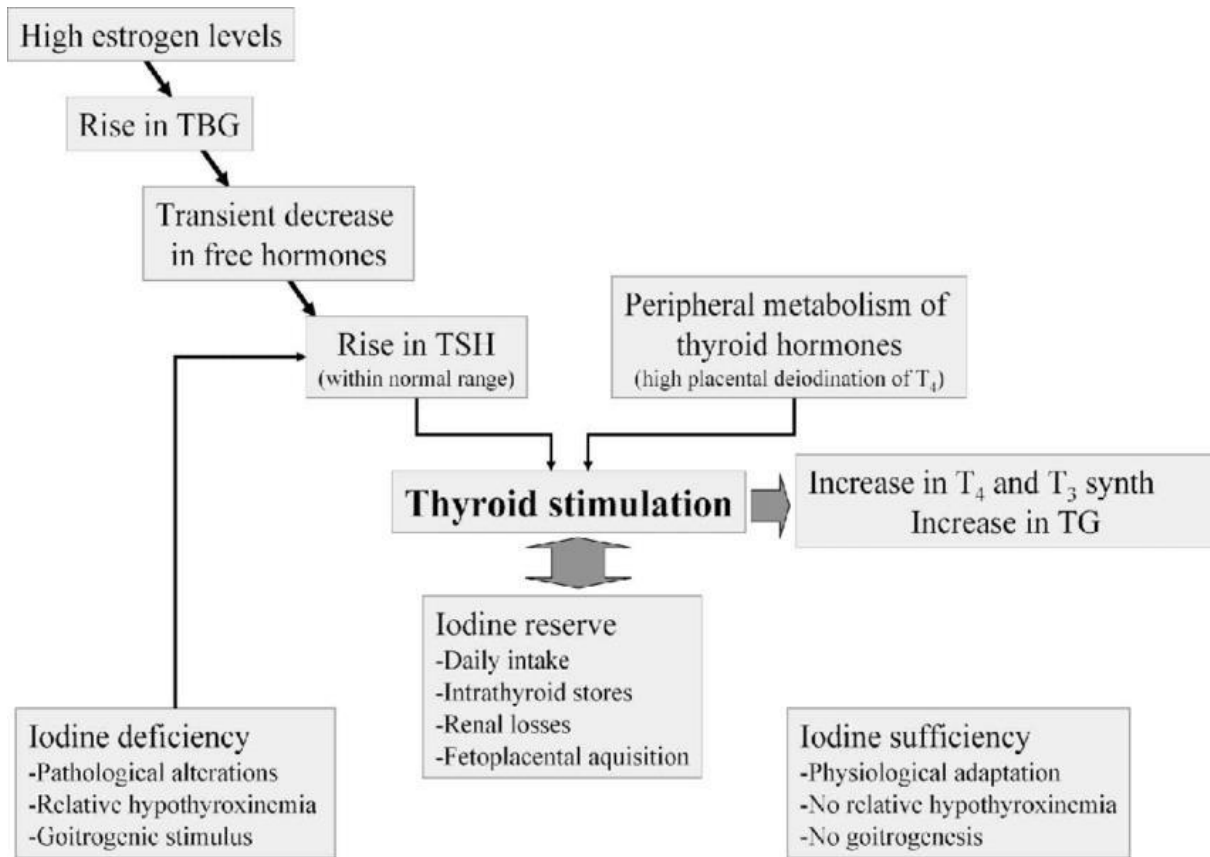 High estrogen levels
Rise in TBG
Transient decrease
in free hormones
Rise in TSH
(within normal range)
Peripheral metabolism of
thyroid hormones
(high placental deiodination of T₄)
Thyroid stimulation
Increase in T₄ and T₃ synth
Increase in TG
Iodine reserve
-Daily intake
-Intrathyroid stores
-Renal losses
-Fetoplacental aquisition
Iodine deficiency
-Pathological alterations
-Relative hypothyroxinemia
-Goitrogenic stimulus
Iodine sufficiency
-Physiological adaptation
-No relative hypothyroxinemia
-No goitrogenesis